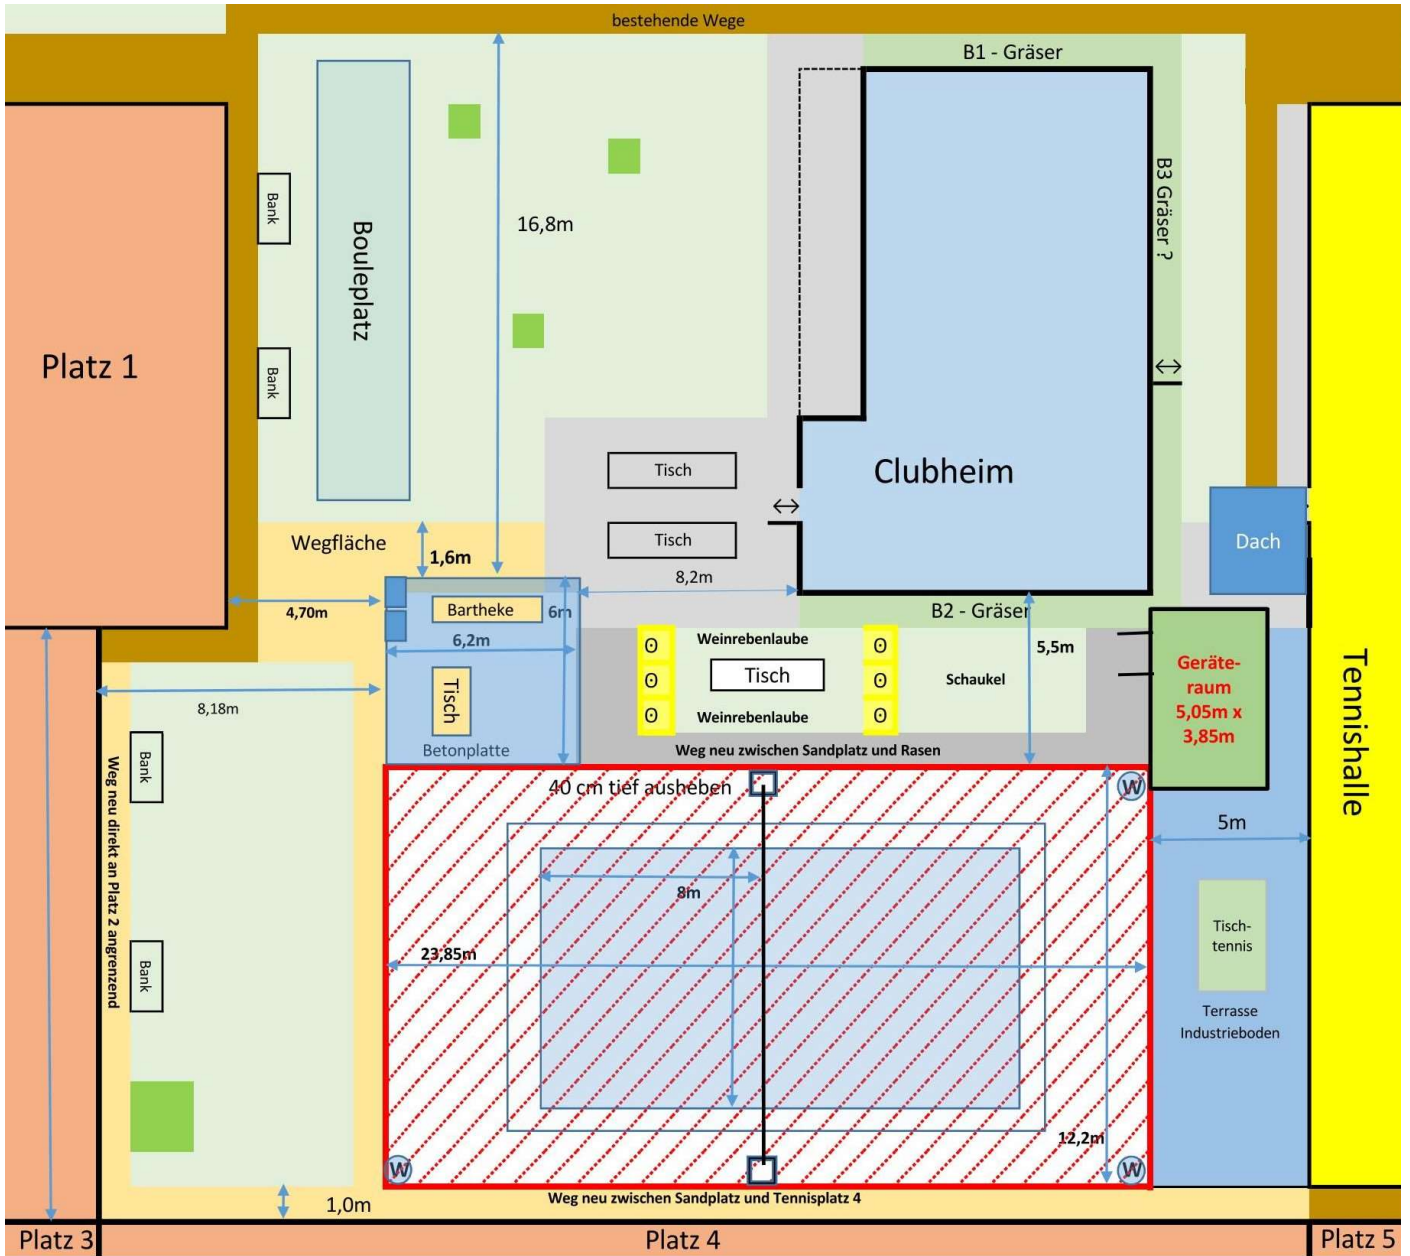 bestehende Wege
B1 - Gräser
B3 Gräser ?
Bank
Bouleplatz
16,8m
Platz 1
Bank
Tisch
Clubheim
Wegfläche
1,6m
Tisch
Dach
8,2m
4,70m
Bartheke
6m
B2 - Gräser
6,2m
Weinrebenlaube
5,5m
Tisch
Tisch
Schaukel
Geräte-
raum
5,05m x
3,85m
Tennishalle
8,18m
Weinrebenlaube
Betonplatte
Weg neu zwischen Sandplatz und Rasen
Bank
Weg neu direkt an Platz 2 angrenzend
40 cm tief ausheben
W
5m
8m
Tisch-
tennis
23,85m
Bank
Terrasse
Industrieboden
12,2m
W
W
1,0m
Weg neu zwischen Sandplatz und Tennisplatz 4
Platz 3
Platz 4
Platz 5